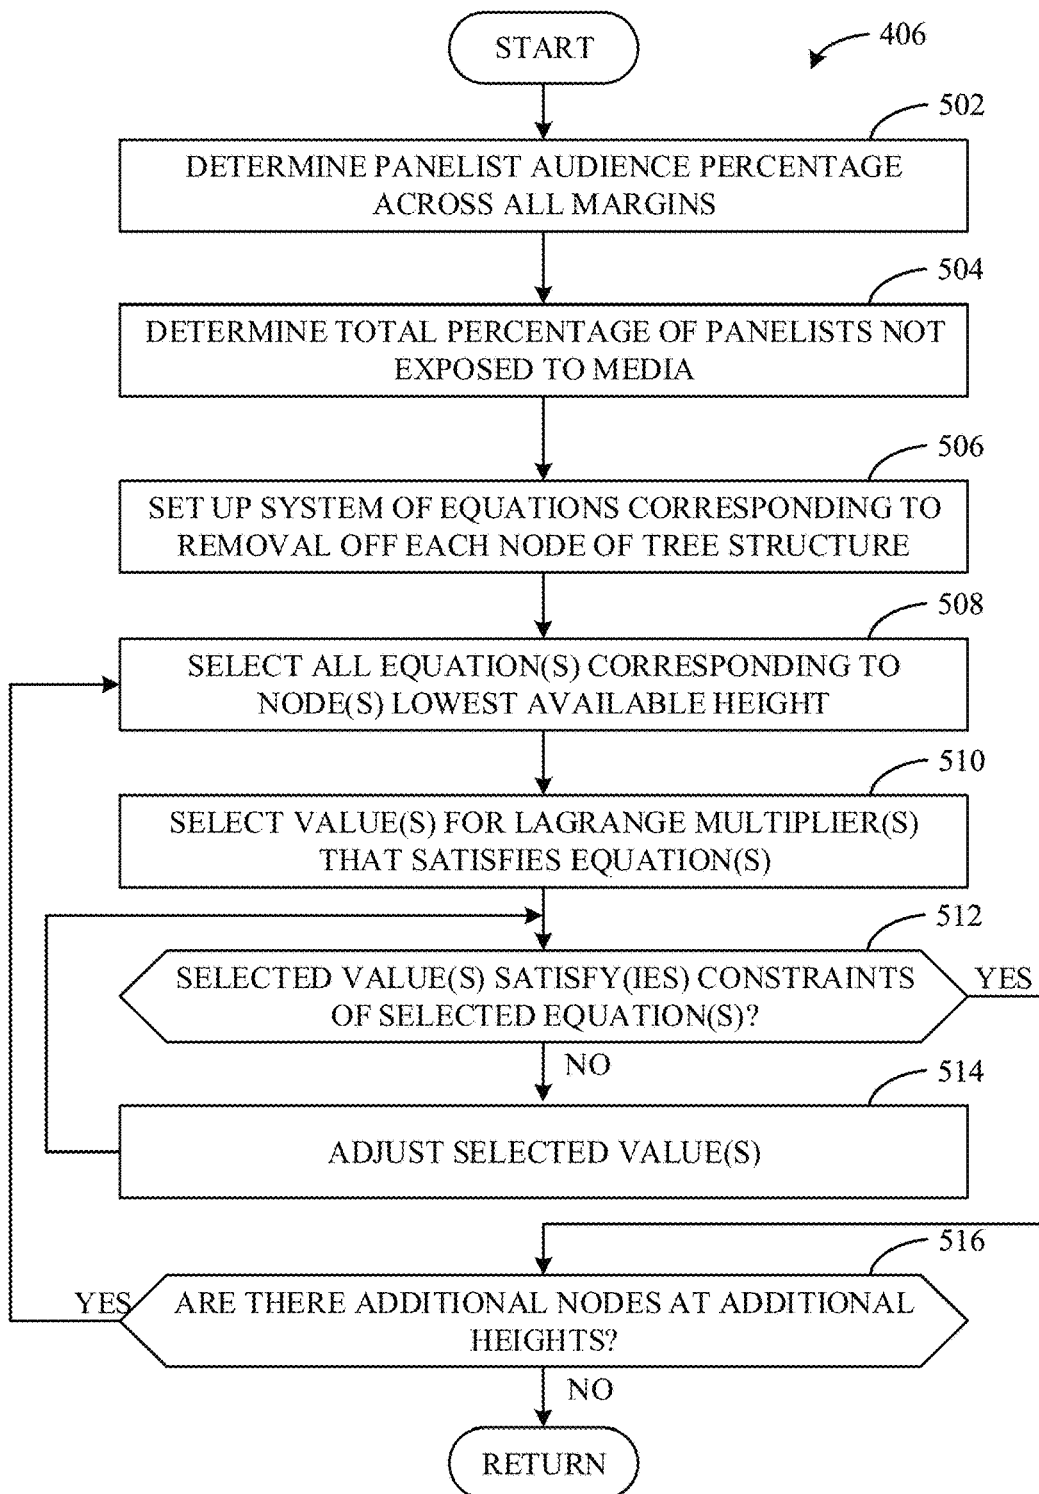 START
406
502
DETERMINE PANELIST AUDIENCE PERCENTAGE
ACROSS ALL MARGINS
504
DETERMINE TOTAL PERCENTAGE OF PANELISTS NOT
EXPOSED TO MEDIA
506
SET UP SYSTEM OF EQUATIONS CORRESPONDING TO
REMOVAL OFF EACH NODE OF TREE STRUCTURE
508
SELECT ALL EQUATION(S) CORRESPONDING TO
NODE(S) LOWEST AVAILABLE HEIGHT
510
SELECT VALUE(S) FOR LAGRANGE MULTIPLIER(S)
THAT SATISFIES EQUATION(S)
512
SELECTED VALUE(S) SATISFY(IES) CONSTRAINTS
OF SELECTED EQUATION(S)?
YES
NO
514
ADJUST SELECTED VALUE(S)
516
YES
ARE THERE ADDITIONAL NODES AT ADDITIONAL
HEIGHTS?
NO
RETURN